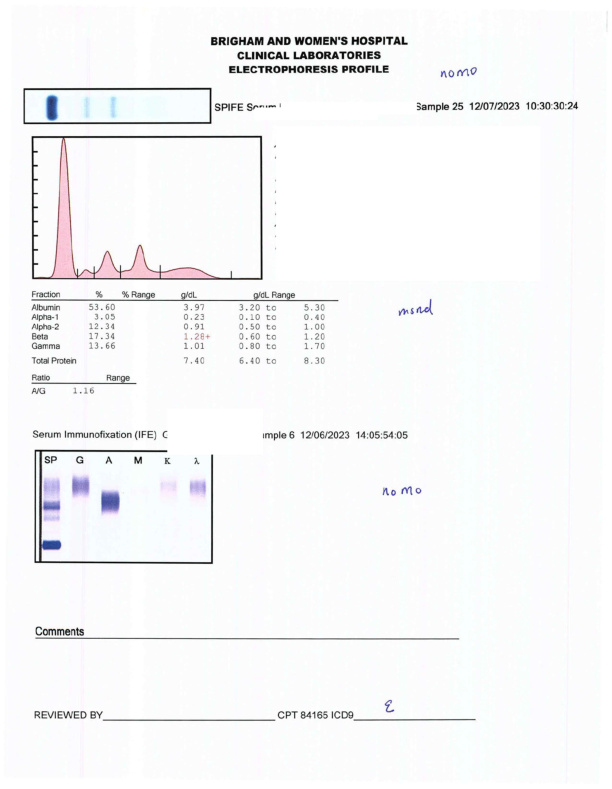 BRIGHAM AND WOMEN'S HOSPITAL
CLINICAL LABORATORIES
ELECTROPHORESIS PROFILE
nomo
SPIFE Sample 25 12/07/2023 10:30:30:24
Fraction % % Range g/dL g/dL Range
Albumin 53.60 3.97 3.20 to 5.30
Alpha-1 3.05 0.23 0.10 to 0.40
Alpha-2 12.34 0.91 0.50 to 1.00
Beta 17.34 1.28+ 0.60 to 1.20
Gamma 13.66 1.01 0.80 to 1.70
Total Protein 7.40 6.40 to 8.30
msnd
Ratio Range
A/G 1.16
Serum Immunofixation (IFE) mple 6 12/06/2023 14:05:54:05
SP G A M K λ
no mo
Comments
REVIEWED BY CPT 84165 ICD9